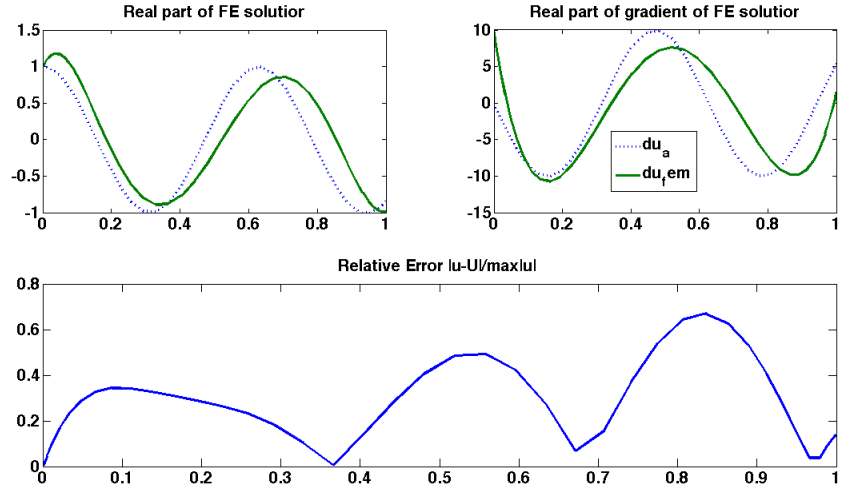 Real part of FE solutior
1.5
1
0.5
0
-0.5
-1
0 0.2 0.4 0.6 0.8 1
Real part of gradient of FE solutior
10
5
0
-5
-10
-15
0 0.2 0.4 0.6 0.8 1
du_a
du_fem
Relative Error |u-U|/max|u|
0.8
0.6
0.4
0.2
0
0 0.1 0.2 0.3 0.4 0.5 0.6 0.7 0.8 0.9 1